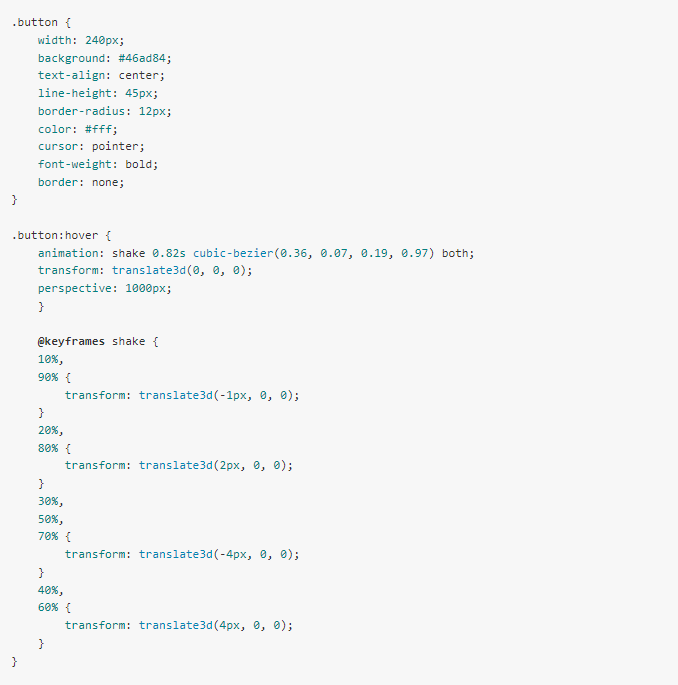 .button {
    width: 240px;
    background: #46ad84;
    text-align: center;
    line-height: 45px;
    border-radius: 12px;
    color: #fff;
    cursor: pointer;
    font-weight: bold;
    border: none;
}

.button:hover {
    animation: shake 0.82s cubic-bezier(0.36, 0.07, 0.19, 0.97) both;
    transform: translate3d(0, 0, 0);
    perspective: 1000px;
    }

    @keyframes shake {
    10%,
    90% {
        transform: translate3d(-1px, 0, 0);
    }
    20%,
    80% {
        transform: translate3d(2px, 0, 0);
    }
    30%,
    50%,
    70% {
        transform: translate3d(-4px, 0, 0);
    }
    40%,
    60% {
        transform: translate3d(4px, 0, 0);
    }
}